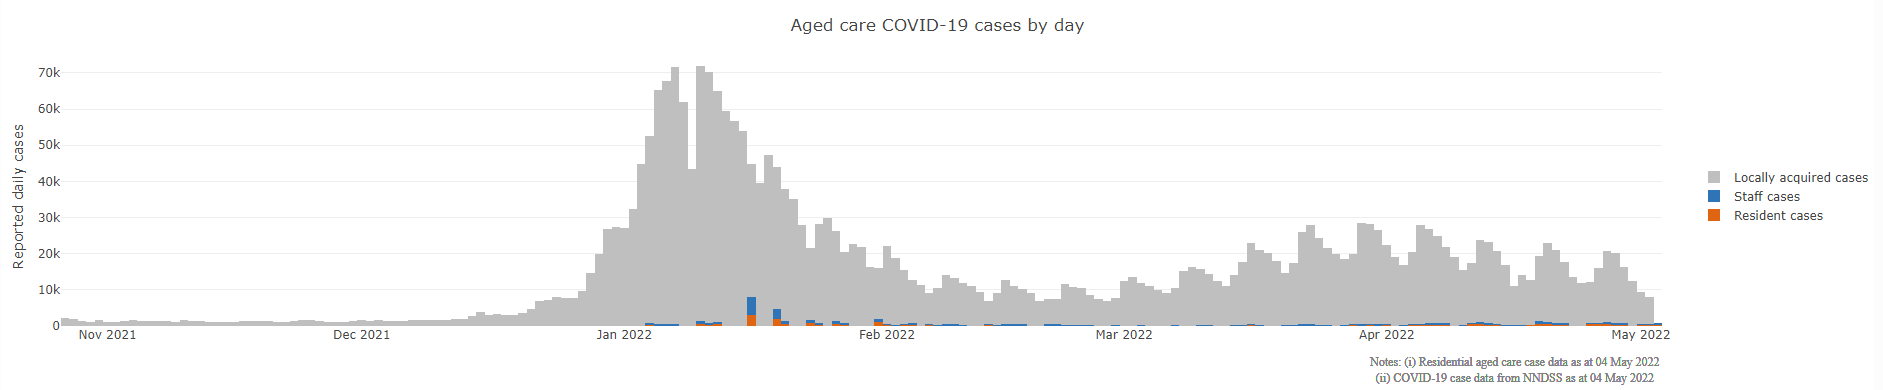 Aged care COVID-19 cases by day
Reported daily cases
70k
60k
50k
40k
30k
20k
10k
0
Nov 2021 Dec 2021 Jan 2022 Feb 2022 Mar 2022 Apr 2022 May 2022
Locally acquired cases
Staff cases
Resident cases
Notes: (i) Residential aged care case data as at 04 May 2022
(ii) COVID-19 case data from NNDSS as at 04 May 2022